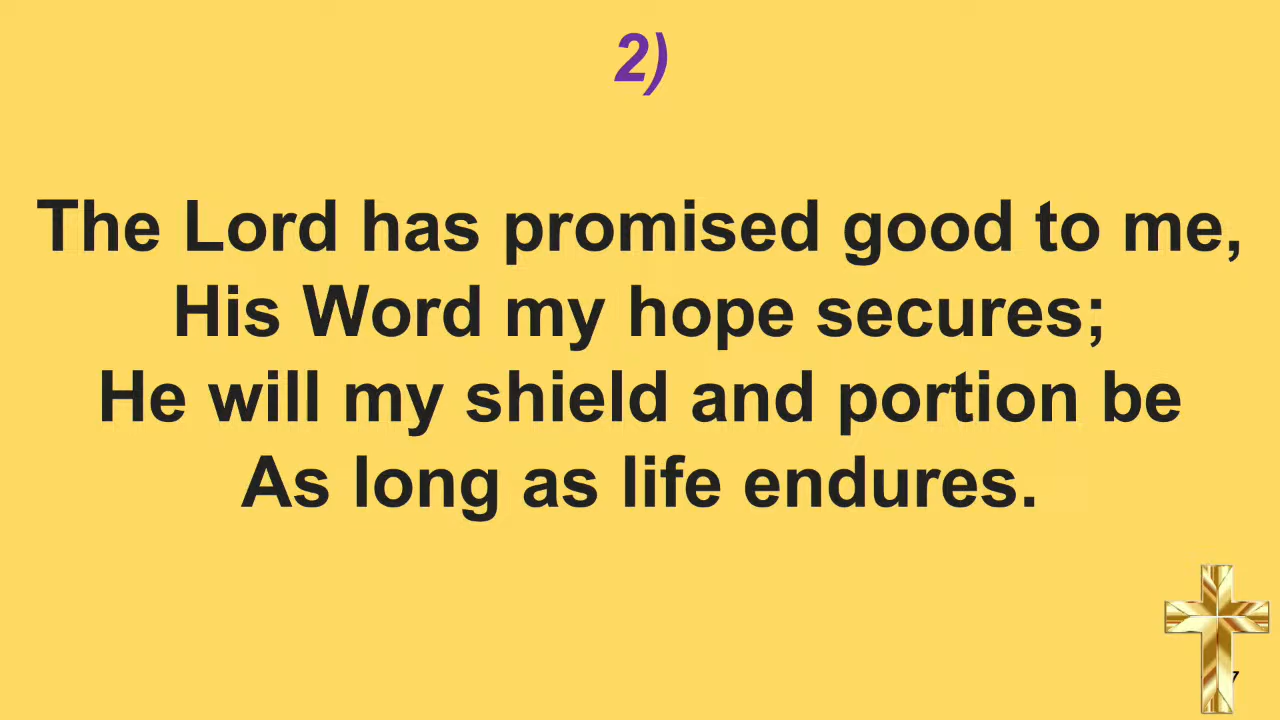 2)
The Lord has promised good to me,
His Word my hope secures;
He will my shield and portion be
As long as life endures.
7